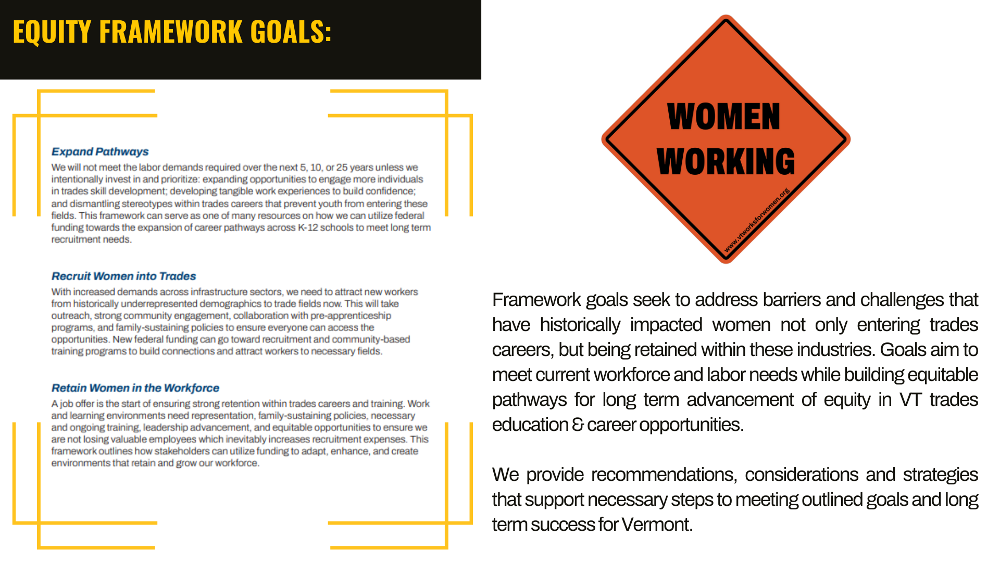 EQUITY FRAMEWORK GOALS:
Expand Pathways
We will not meet the labor demands required over the next 5, 10, or 25 years unless we
intentionally invest in and prioritize: expanding opportunities to engage more individuals
in trades skill development; developing tangible work experiences to build confidence;
and dismantling stereotypes within trades careers that prevent youth from entering these
fields. This framework can serve as one of many resources on how we can utilize federal
funding towards the expansion of career pathways across K-12 schools to meet long term
recruitment needs.
Recruit Women into Trades
With increased demands across infrastructure sectors, we need to attract new workers
from historically underrepresented demographics to trade fields now. This will take
outreach, strong community engagement, collaboration with pre-apprenticeship
programs, and family-sustaining policies to ensure everyone can access the
opportunities. New federal funding can go toward recruitment and community-based
training programs to build connections and attract workers to necessary fields.
Retain Women in the Workforce
A job offer is the start of ensuring strong retention within trades careers and training. Work
and learning environments need representation, family-sustaining policies, necessary
and ongoing training, leadership advancement, and equitable opportunities to ensure we
are not losing valuable employees which inevitably increases recruitment expenses. This
framework outlines how stakeholders can utilize funding to adapt, enhance, and create
environments that retain and grow our workforce.
WOMEN
WORKING
www.vtworksforwomen.org
Framework goals seek to address barriers and challenges that
have historically impacted women not only entering trades
careers, but being retained within these industries. Goals aim to
meet current workforce and labor needs while building equitable
pathways for long term advancement of equity in VT trades
education & career opportunities.
We provide recommendations, considerations and strategies
that support necessary steps to meeting outlined goals and long
term success for Vermont.